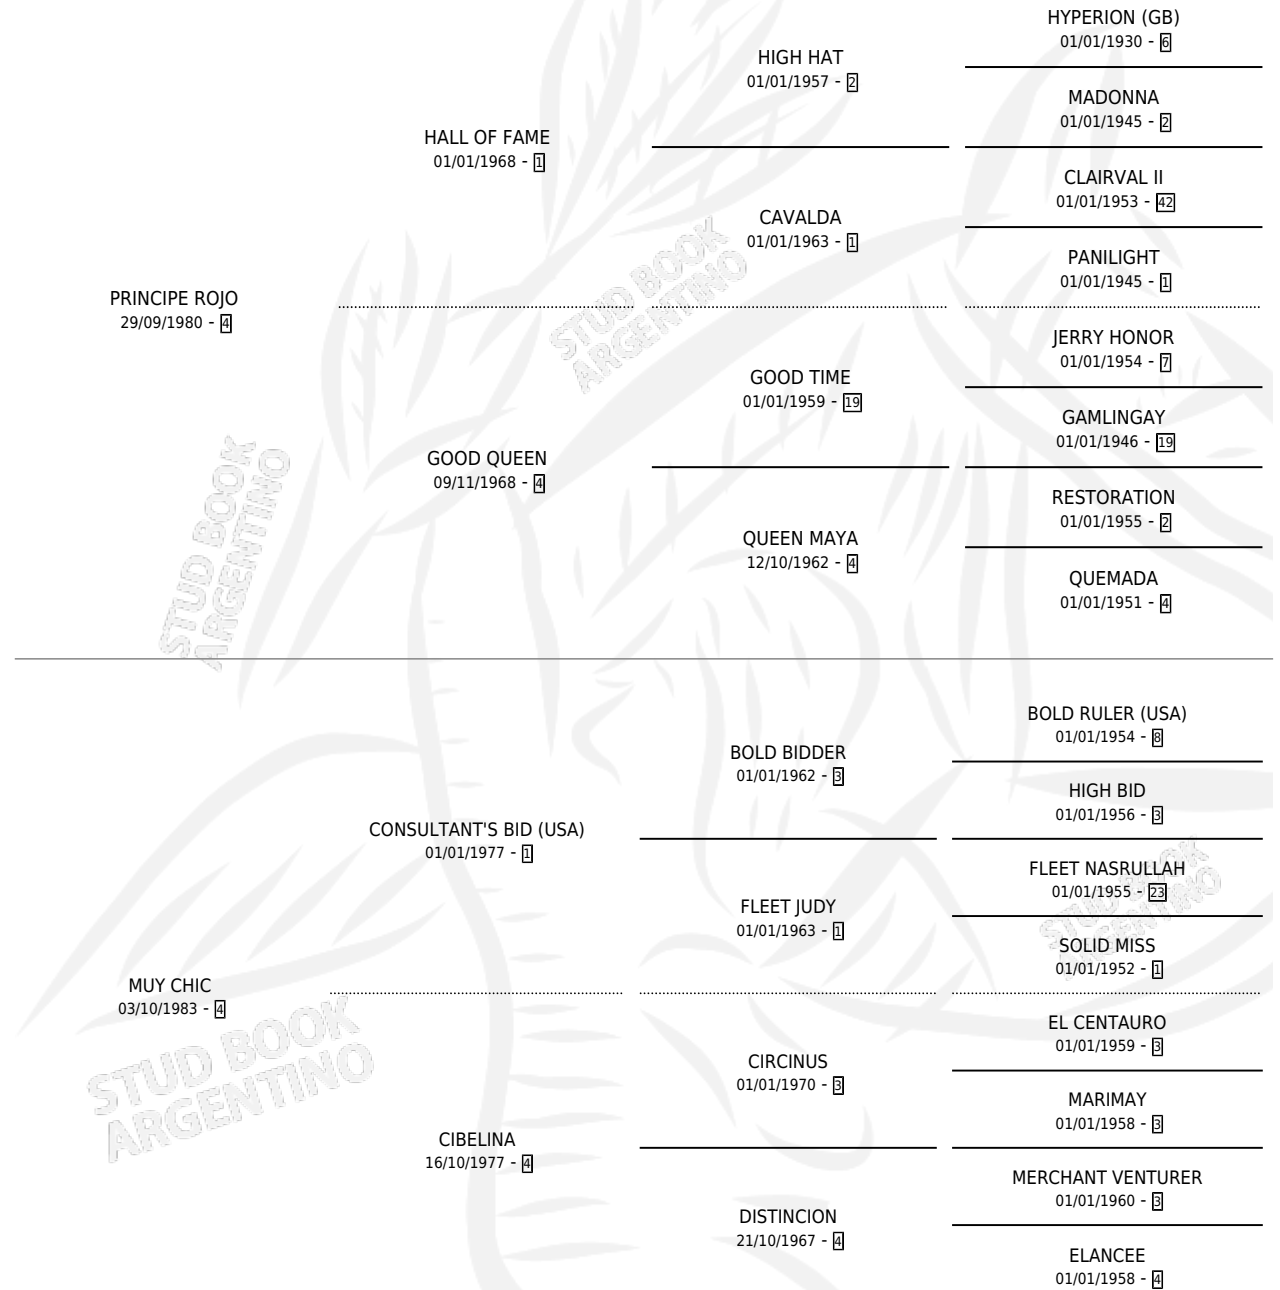 HYPERION (GB)
01/01/1930 - 6
HIGH HAT
01/01/1957 - 2
MADONNA
01/01/1945 - 2
HALL OF FAME
01/01/1968 - 1
CLAIRVAL II
01/01/1953 - 42
CAVALDA
01/01/1963 - 1
PANILIGHT
01/01/1945 - 1
PRINCIPE ROJO
29/09/1980 - 4
JERRY HONOR
01/01/1954 - 7
GOOD TIME
01/01/1959 - 19
GAMLINGAY
01/01/1946 - 19
GOOD QUEEN
09/11/1968 - 4
RESTORATION
01/01/1955 - 2
QUEEN MAYA
12/10/1962 - 4
QUEMADA
01/01/1951 - 4
BOLD RULER (USA)
01/01/1954 - 8
BOLD BIDDER
01/01/1962 - 3
HIGH BID
01/01/1956 - 3
CONSULTANT'S BID (USA)
01/01/1977 - 1
FLEET NASRULLAH
01/01/1955 - 23
FLEET JUDY
01/01/1963 - 1
SOLID MISS
01/01/1952 - 1
MUY CHIC
03/10/1983 - 4
EL CENTAURO
01/01/1959 - 3
CIRCINUS
01/01/1970 - 3
MARIMAY
01/01/1958 - 3
CIBELINA
16/10/1977 - 4
MERCHANT VENTURER
01/01/1960 - 3
DISTINCION
21/10/1967 - 4
ELANCEE
01/01/1958 - 4
STUD BOOK
ARGENTINO
STUD BOOK
ARGENTINO
STUD BOOK
ARGENTINO
STUD BOOK
ARGENTINO